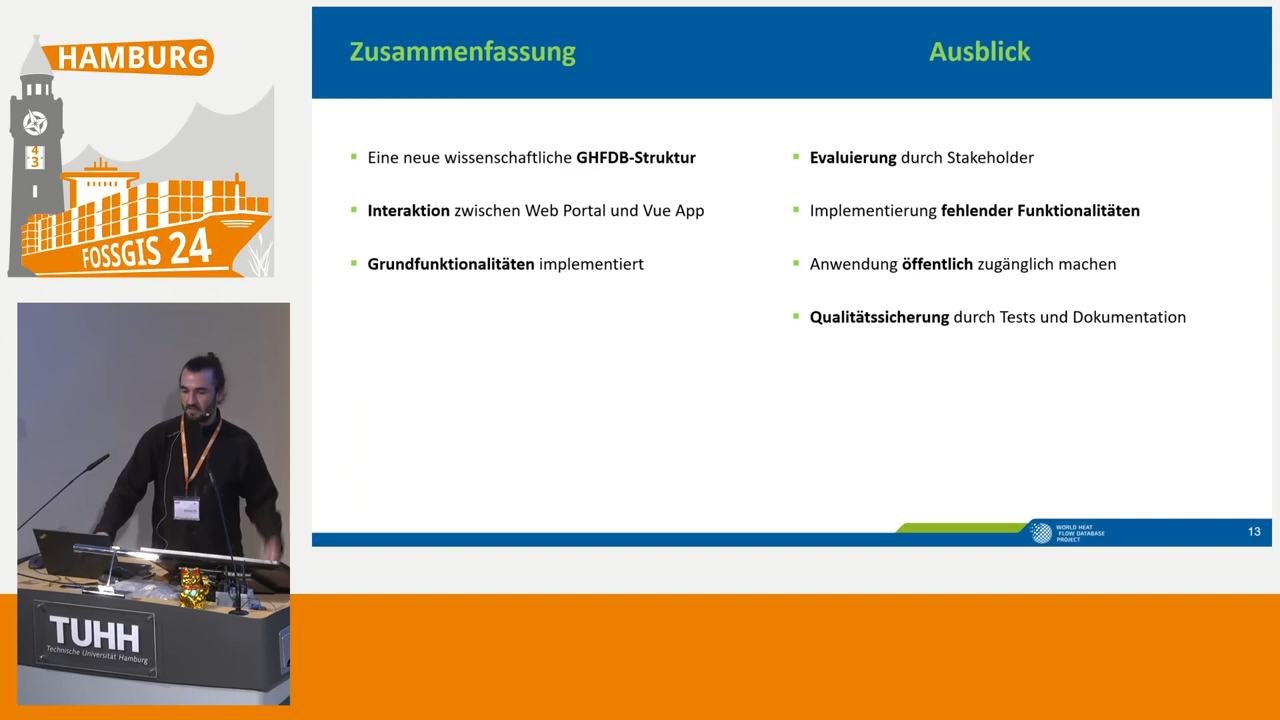 HAMBURG
4
3
FOSSGIS 24
Zusammenfassung
Ausblick
Eine neue wissenschaftliche GHFDB-Struktur
Interaktion zwischen Web Portal und Vue App
Grundfunktionalitäten implementiert
Evaluierung durch Stakeholder
Implementierung fehlender Funktionalitäten
Anwendung öffentlich zugänglich machen
Qualitätssicherung durch Tests und Dokumentation
WORLD HEAT
FLOW DATABASE
PROJECT
13
TUHH
Technische Universität Hamburg